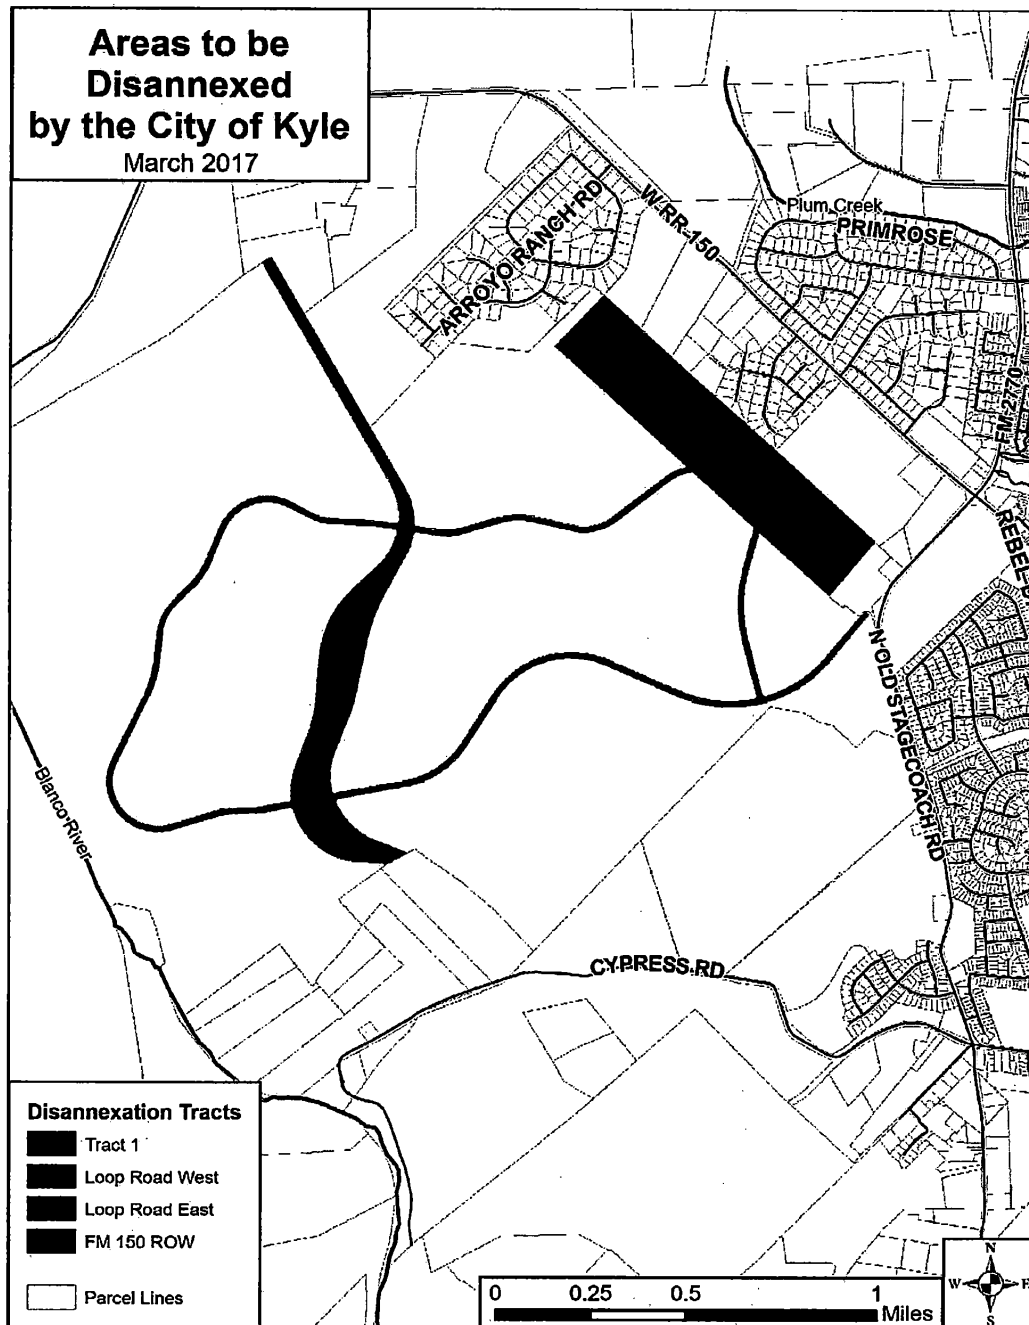 Areas to be
Disannexed
by the City of Kyle
March 2017
Plum Creek
PRIMROSE
W RR 150
ARROYO RANCH RD
FM 2770
REBEL D
N OLD STAGECOACH RD
Blanco River
CYPRESS RD
Disannexation Tracts
Tract 1
Loop Road West
Loop Road East
FM 150 ROW
Parcel Lines
0 0.25 0.5 1
Miles
N
W E
S